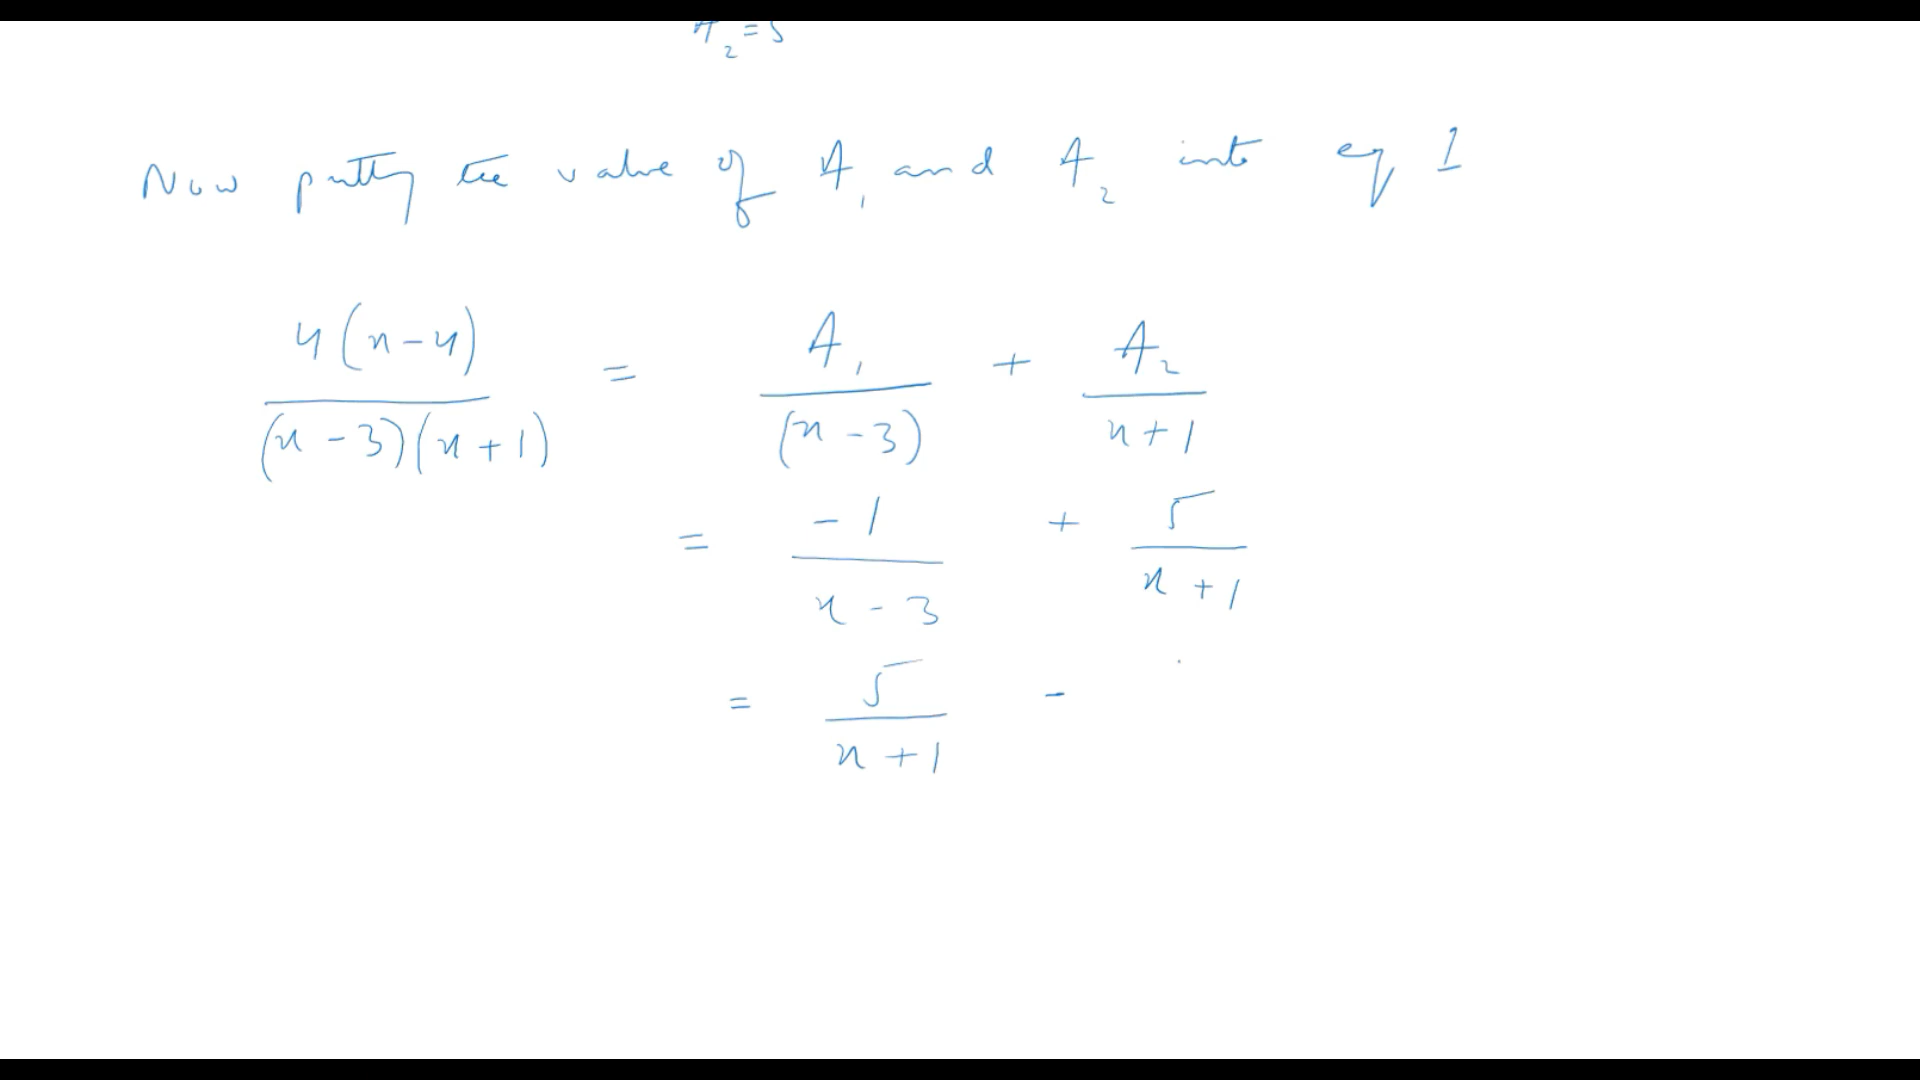 A₂ = 5
Now putting the value of A₁ and A₂ into eq 1
4(x-4)/(x-3)(x+1) = A₁/(x-3) + A₂/x+1
= -1/x-3 + 5/x+1
= 5/x+1 -